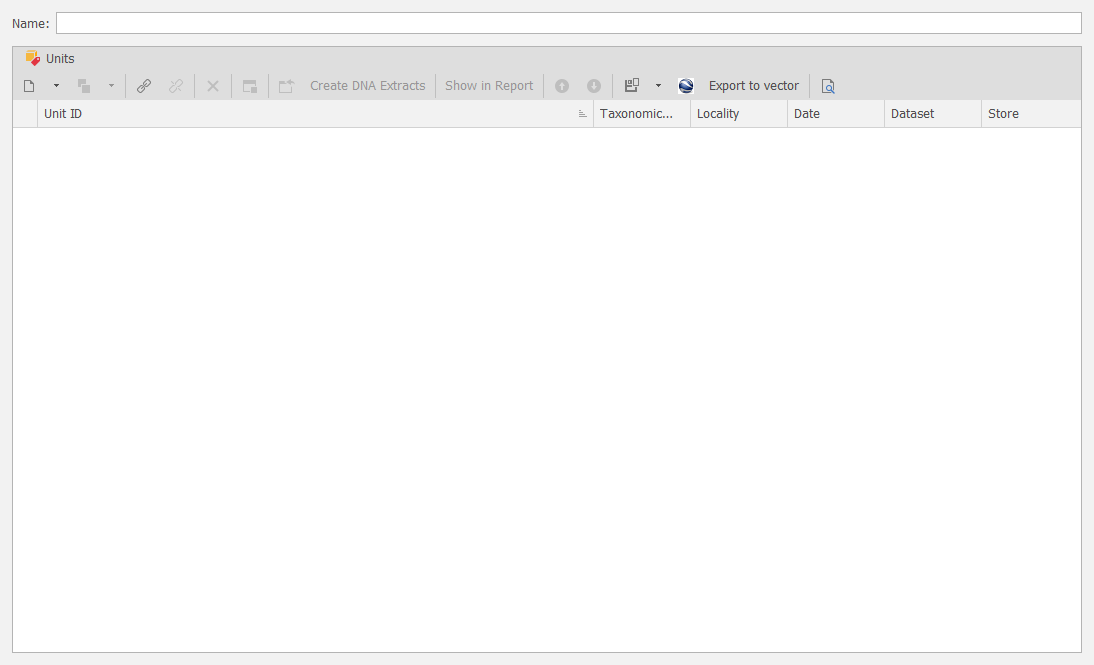 Name:
Units
Create DNA Extracts Show in Report Export to vector
Unit ID Taxonomic... Locality Date Dataset Store